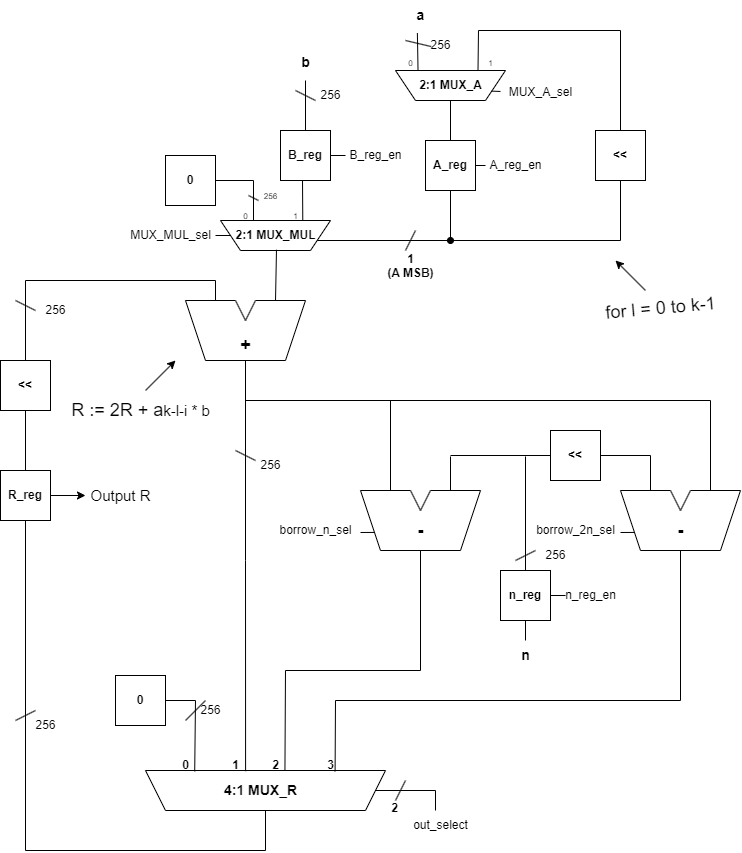 a
256
0
1
2:1 MUX_A
MUX_A_sel
b
256
B_reg
B_reg_en
A_reg
A_reg_en
<<
0
256
0
1
MUX_MUL_sel
2:1 MUX_MUL
1
(A MSB)
for I = 0 to k-1
256
+
<<
R := 2R + ak-I-i * b
256
<<
R_reg
Output R
borrow_n_sel
-
borrow_2n_sel
-
256
n_reg
n_reg_en
n
0
256
256
0
1
2
3
4:1 MUX_R
2
out_select